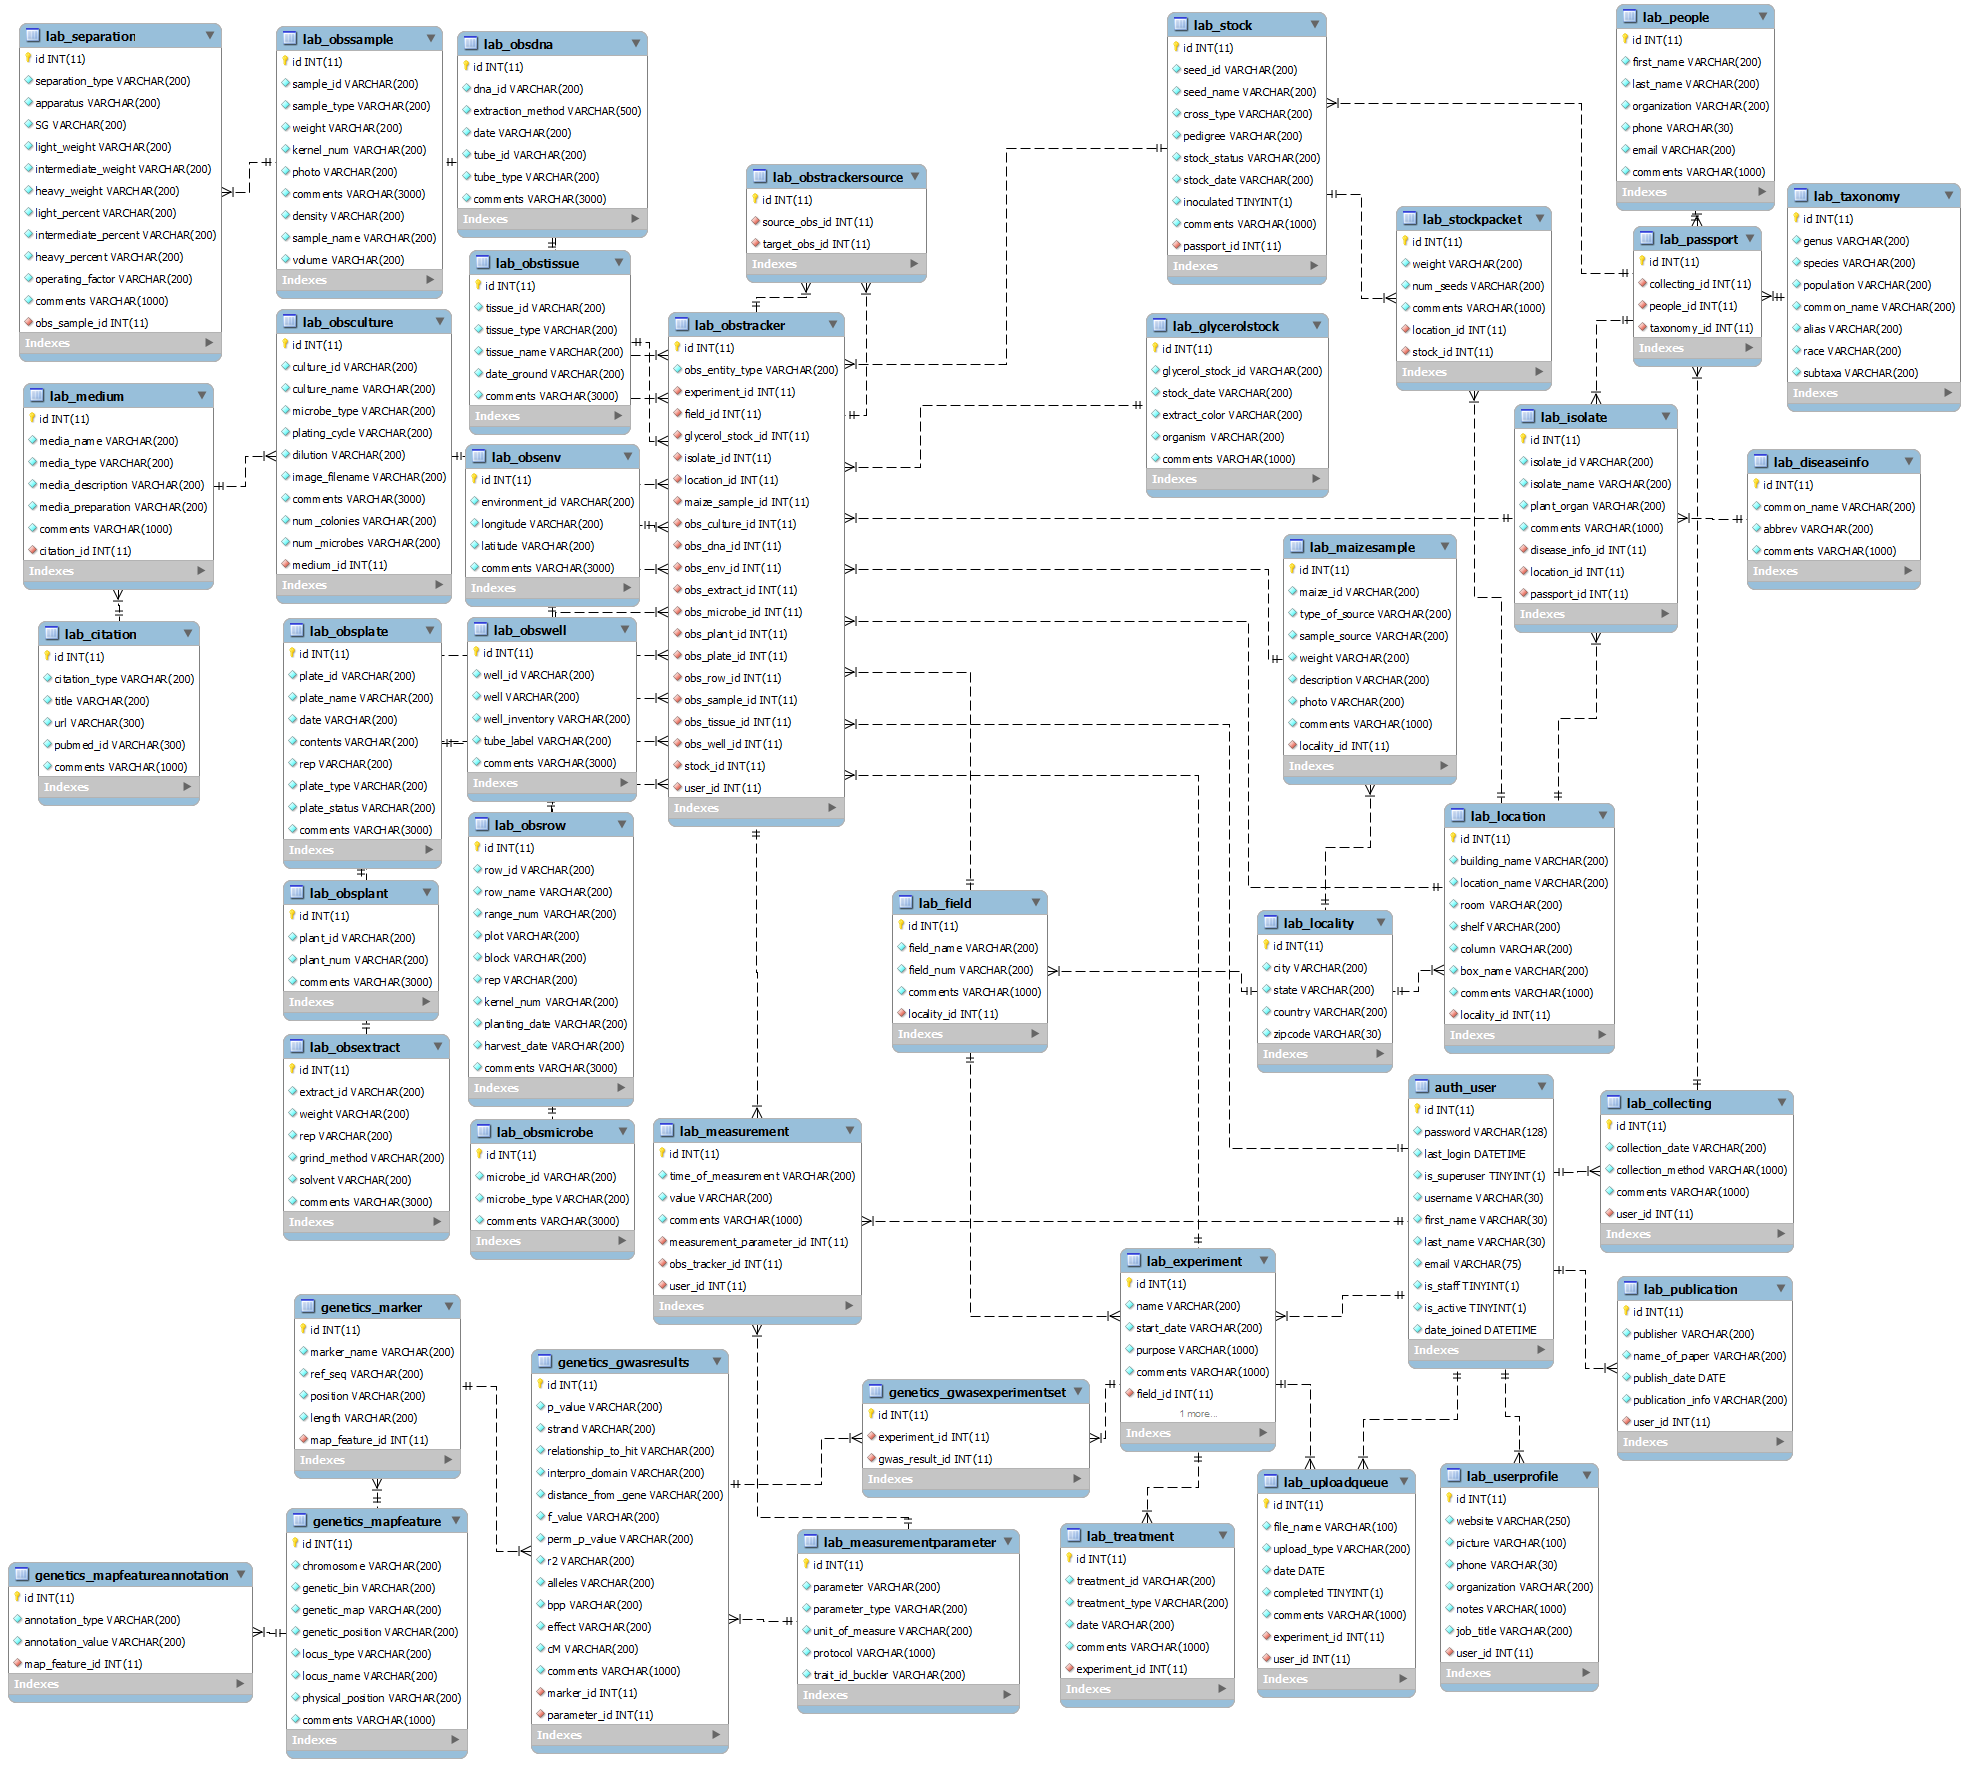 lab_separation
id INT(11)
separation_type VARCHAR(200)
apparatus VARCHAR(200)
SG VARCHAR(200)
light_weight VARCHAR(200)
intermediate_weight VARCHAR(200)
heavy_weight VARCHAR(200)
light_percent VARCHAR(200)
intermediate_percent VARCHAR(200)
heavy_percent VARCHAR(200)
operating_factor VARCHAR(200)
comments VARCHAR(1000)
obs_sample_id INT(11)
Indexes
lab_obssample
id INT(11)
sample_id VARCHAR(200)
sample_type VARCHAR(200)
weight VARCHAR(200)
kernel_num VARCHAR(200)
photo VARCHAR(200)
comments VARCHAR(3000)
density VARCHAR(200)
sample_name VARCHAR(200)
volume VARCHAR(200)
Indexes
lab_obsdna
id INT(11)
dna_id VARCHAR(200)
extraction_method VARCHAR(500)
date VARCHAR(200)
tube_id VARCHAR(200)
tube_type VARCHAR(200)
comments VARCHAR(3000)
Indexes
lab_obstrackersource
id INT(11)
source_obs_id INT(11)
target_obs_id INT(11)
Indexes
lab_stock
id INT(11)
seed_id VARCHAR(200)
seed_name VARCHAR(200)
cross_type VARCHAR(200)
pedigree VARCHAR(200)
stock_status VARCHAR(200)
stock_date VARCHAR(200)
inoculated TINYINT(1)
comments VARCHAR(1000)
passport_id INT(11)
Indexes
lab_people
id INT(11)
first_name VARCHAR(200)
last_name VARCHAR(200)
organization VARCHAR(200)
phone VARCHAR(30)
email VARCHAR(200)
comments VARCHAR(1000)
Indexes
lab_taxonomy
id INT(11)
genus VARCHAR(200)
species VARCHAR(200)
population VARCHAR(200)
common_name VARCHAR(200)
alias VARCHAR(200)
race VARCHAR(200)
subtaxa VARCHAR(200)
Indexes
lab_stockpacket
id INT(11)
weight VARCHAR(200)
num_seeds VARCHAR(200)
comments VARCHAR(1000)
location_id INT(11)
stock_id INT(11)
Indexes
lab_passport
id INT(11)
collecting_id INT(11)
people_id INT(11)
taxonomy_id INT(11)
Indexes
lab_obstissue
id INT(11)
tissue_id VARCHAR(200)
tissue_type VARCHAR(200)
tissue_name VARCHAR(200)
date_ground VARCHAR(200)
comments VARCHAR(3000)
Indexes
lab_obsculture
id INT(11)
culture_id VARCHAR(200)
culture_name VARCHAR(200)
microbe_type VARCHAR(200)
plating_cycle VARCHAR(200)
dilution VARCHAR(200)
image_filename VARCHAR(200)
comments VARCHAR(3000)
num_colonies VARCHAR(200)
num_microbes VARCHAR(200)
medium_id INT(11)
Indexes
lab_obstracker
id INT(11)
obs_entity_type VARCHAR(200)
experiment_id INT(11)
field_id INT(11)
glycerol_stock_id INT(11)
isolate_id INT(11)
location_id INT(11)
maize_sample_id INT(11)
obs_culture_id INT(11)
obs_dna_id INT(11)
obs_env_id INT(11)
obs_extract_id INT(11)
obs_microbe_id INT(11)
obs_plant_id INT(11)
obs_plate_id INT(11)
obs_row_id INT(11)
obs_sample_id INT(11)
obs_tissue_id INT(11)
obs_well_id INT(11)
stock_id INT(11)
user_id INT(11)
Indexes
lab_glycerolstock
id INT(11)
glycerol_stock_id VARCHAR(200)
stock_date VARCHAR(200)
extract_color VARCHAR(200)
organism VARCHAR(200)
comments VARCHAR(1000)
Indexes
lab_isolate
id INT(11)
isolate_id VARCHAR(200)
isolate_name VARCHAR(200)
plant_organ VARCHAR(200)
comments VARCHAR(1000)
disease_info_id INT(11)
location_id INT(11)
passport_id INT(11)
Indexes
lab_diseaseinfo
id INT(11)
common_name VARCHAR(200)
abbrev VARCHAR(200)
comments VARCHAR(1000)
Indexes
lab_medium
id INT(11)
media_name VARCHAR(200)
media_type VARCHAR(200)
media_description VARCHAR(200)
media_preparation VARCHAR(200)
comments VARCHAR(1000)
citation_id INT(11)
Indexes
lab_obsenv
id INT(11)
environment_id VARCHAR(200)
longitude VARCHAR(200)
latitude VARCHAR(200)
comments VARCHAR(3000)
Indexes
lab_maizesample
id INT(11)
maize_id VARCHAR(200)
type_of_source VARCHAR(200)
sample_source VARCHAR(200)
weight VARCHAR(200)
description VARCHAR(200)
photo VARCHAR(200)
comments VARCHAR(1000)
locality_id INT(11)
Indexes
lab_citation
id INT(11)
citation_type VARCHAR(200)
title VARCHAR(200)
url VARCHAR(300)
pubmed_id VARCHAR(300)
comments VARCHAR(1000)
Indexes
lab_obsplate
id INT(11)
plate_id VARCHAR(200)
plate_name VARCHAR(200)
date VARCHAR(200)
contents VARCHAR(200)
rep VARCHAR(200)
plate_type VARCHAR(200)
plate_status VARCHAR(200)
comments VARCHAR(3000)
Indexes
lab_obswell
id INT(11)
well_id VARCHAR(200)
well VARCHAR(200)
well_inventory VARCHAR(200)
tube_label VARCHAR(200)
comments VARCHAR(3000)
Indexes
lab_obsrow
id INT(11)
row_id VARCHAR(200)
row_name VARCHAR(200)
range_num VARCHAR(200)
plot VARCHAR(200)
block VARCHAR(200)
rep VARCHAR(200)
kernel_num VARCHAR(200)
planting_date VARCHAR(200)
harvest_date VARCHAR(200)
comments VARCHAR(3000)
Indexes
lab_location
id INT(11)
building_name VARCHAR(200)
location_name VARCHAR(200)
room VARCHAR(200)
shelf VARCHAR(200)
column VARCHAR(200)
box_name VARCHAR(200)
comments VARCHAR(1000)
locality_id INT(11)
Indexes
lab_obsplant
id INT(11)
plant_id VARCHAR(200)
plant_num VARCHAR(200)
comments VARCHAR(3000)
Indexes
lab_field
id INT(11)
field_name VARCHAR(200)
field_num VARCHAR(200)
comments VARCHAR(1000)
locality_id INT(11)
Indexes
lab_locality
id INT(11)
city VARCHAR(200)
state VARCHAR(200)
country VARCHAR(200)
zipcode VARCHAR(30)
Indexes
lab_obsextract
id INT(11)
extract_id VARCHAR(200)
weight VARCHAR(200)
rep VARCHAR(200)
grind_method VARCHAR(200)
solvent VARCHAR(200)
comments VARCHAR(3000)
Indexes
lab_obsmicrobe
id INT(11)
microbe_id VARCHAR(200)
microbe_type VARCHAR(200)
comments VARCHAR(3000)
Indexes
lab_measurement
id INT(11)
time_of_measurement VARCHAR(200)
value VARCHAR(200)
comments VARCHAR(1000)
measurement_parameter_id INT(11)
obs_tracker_id INT(11)
user_id INT(11)
Indexes
auth_user
id INT(11)
password VARCHAR(128)
last_login DATETIME
is_superuser TINYINT(1)
username VARCHAR(30)
first_name VARCHAR(30)
last_name VARCHAR(30)
email VARCHAR(75)
is_staff TINYINT(1)
is_active TINYINT(1)
date_joined DATETIME
Indexes
lab_collecting
id INT(11)
collection_date VARCHAR(200)
collection_method VARCHAR(1000)
comments VARCHAR(1000)
user_id INT(11)
Indexes
lab_experiment
id INT(11)
name VARCHAR(200)
start_date VARCHAR(200)
purpose VARCHAR(1000)
comments VARCHAR(1000)
field_id INT(11)
1 more...
Indexes
lab_publication
id INT(11)
publisher VARCHAR(200)
name_of_paper VARCHAR(200)
publish_date DATE
publication_info VARCHAR(200)
user_id INT(11)
Indexes
genetics_marker
id INT(11)
marker_name VARCHAR(200)
ref_seq VARCHAR(200)
position VARCHAR(200)
length VARCHAR(200)
map_feature_id INT(11)
Indexes
genetics_gwasresults
id INT(11)
p_value VARCHAR(200)
strand VARCHAR(200)
relationship_to_hit VARCHAR(200)
interpro_domain VARCHAR(200)
distance_from_gene VARCHAR(200)
f_value VARCHAR(200)
perm_p_value VARCHAR(200)
r2 VARCHAR(200)
alleles VARCHAR(200)
bpp VARCHAR(200)
effect VARCHAR(200)
cM VARCHAR(200)
comments VARCHAR(1000)
marker_id INT(11)
parameter_id INT(11)
Indexes
genetics_gwasexperimentset
id INT(11)
experiment_id INT(11)
gwas_result_id INT(11)
Indexes
lab_uploadqueue
id INT(11)
file_name VARCHAR(100)
upload_type VARCHAR(200)
date DATE
completed TINYINT(1)
comments VARCHAR(1000)
experiment_id INT(11)
user_id INT(11)
Indexes
lab_userprofile
id INT(11)
website VARCHAR(250)
picture VARCHAR(100)
phone VARCHAR(30)
organization VARCHAR(200)
notes VARCHAR(1000)
job_title VARCHAR(200)
user_id INT(11)
Indexes
genetics_mapfeature
id INT(11)
chromosome VARCHAR(200)
genetic_bin VARCHAR(200)
genetic_map VARCHAR(200)
genetic_position VARCHAR(200)
locus_type VARCHAR(200)
locus_name VARCHAR(200)
physical_position VARCHAR(200)
comments VARCHAR(1000)
Indexes
lab_measurementparameter
id INT(11)
parameter VARCHAR(200)
parameter_type VARCHAR(200)
unit_of_measure VARCHAR(200)
protocol VARCHAR(1000)
trait_id_buckler VARCHAR(200)
Indexes
lab_treatment
id INT(11)
treatment_id VARCHAR(200)
treatment_type VARCHAR(200)
date VARCHAR(200)
comments VARCHAR(1000)
experiment_id INT(11)
Indexes
genetics_mapfeatureannotation
id INT(11)
annotation_type VARCHAR(200)
annotation_value VARCHAR(200)
map_feature_id INT(11)
Indexes